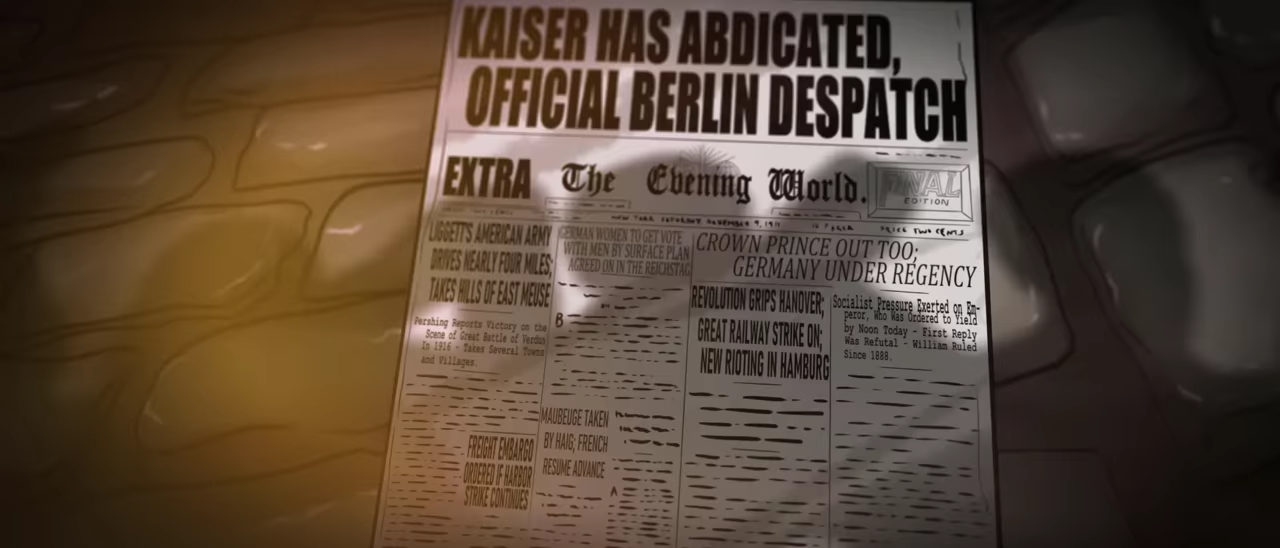 KAISER HAS ABDICATED,
OFFICIAL BERLIN DESPATCH
EXTRA
The Evening World.
FINAL
EDITION
PRICE TWO CENTS
LIGGETT'S AMERICAN ARMY
DRIVES NEARLY FOUR MILES;
TAKES HILLS OF EAST MEUSE
Pershing Reports Victory on the
Scene of Great Battle of Verdun
In 1916 - Takes Several Towns
and Villages.
FREIGHT EMBARGO
ORDERED IF HARBOR
STRIKE CONTINUES
GERMAN WOMEN TO GET VOTE
WITH MEN BY SURFACE PLAN
AGREED ON IN THE REICHSTAG
B
MAUBEUGE TAKEN
BY HAIG; FRENCH
RESUME ADVANCE
CROWN PRINCE OUT TOO;
GERMANY UNDER REGENCY
REVOLUTION GRIPS HANOVER;
GREAT RAILWAY STRIKE ON;
NEW RIOTING IN HAMBURG
Socialist Pressure Exerted on Em-
peror, Who Was Ordered to Yield
by Noon Today - First Reply
Was Refutal - William Ruled
Since 1888.